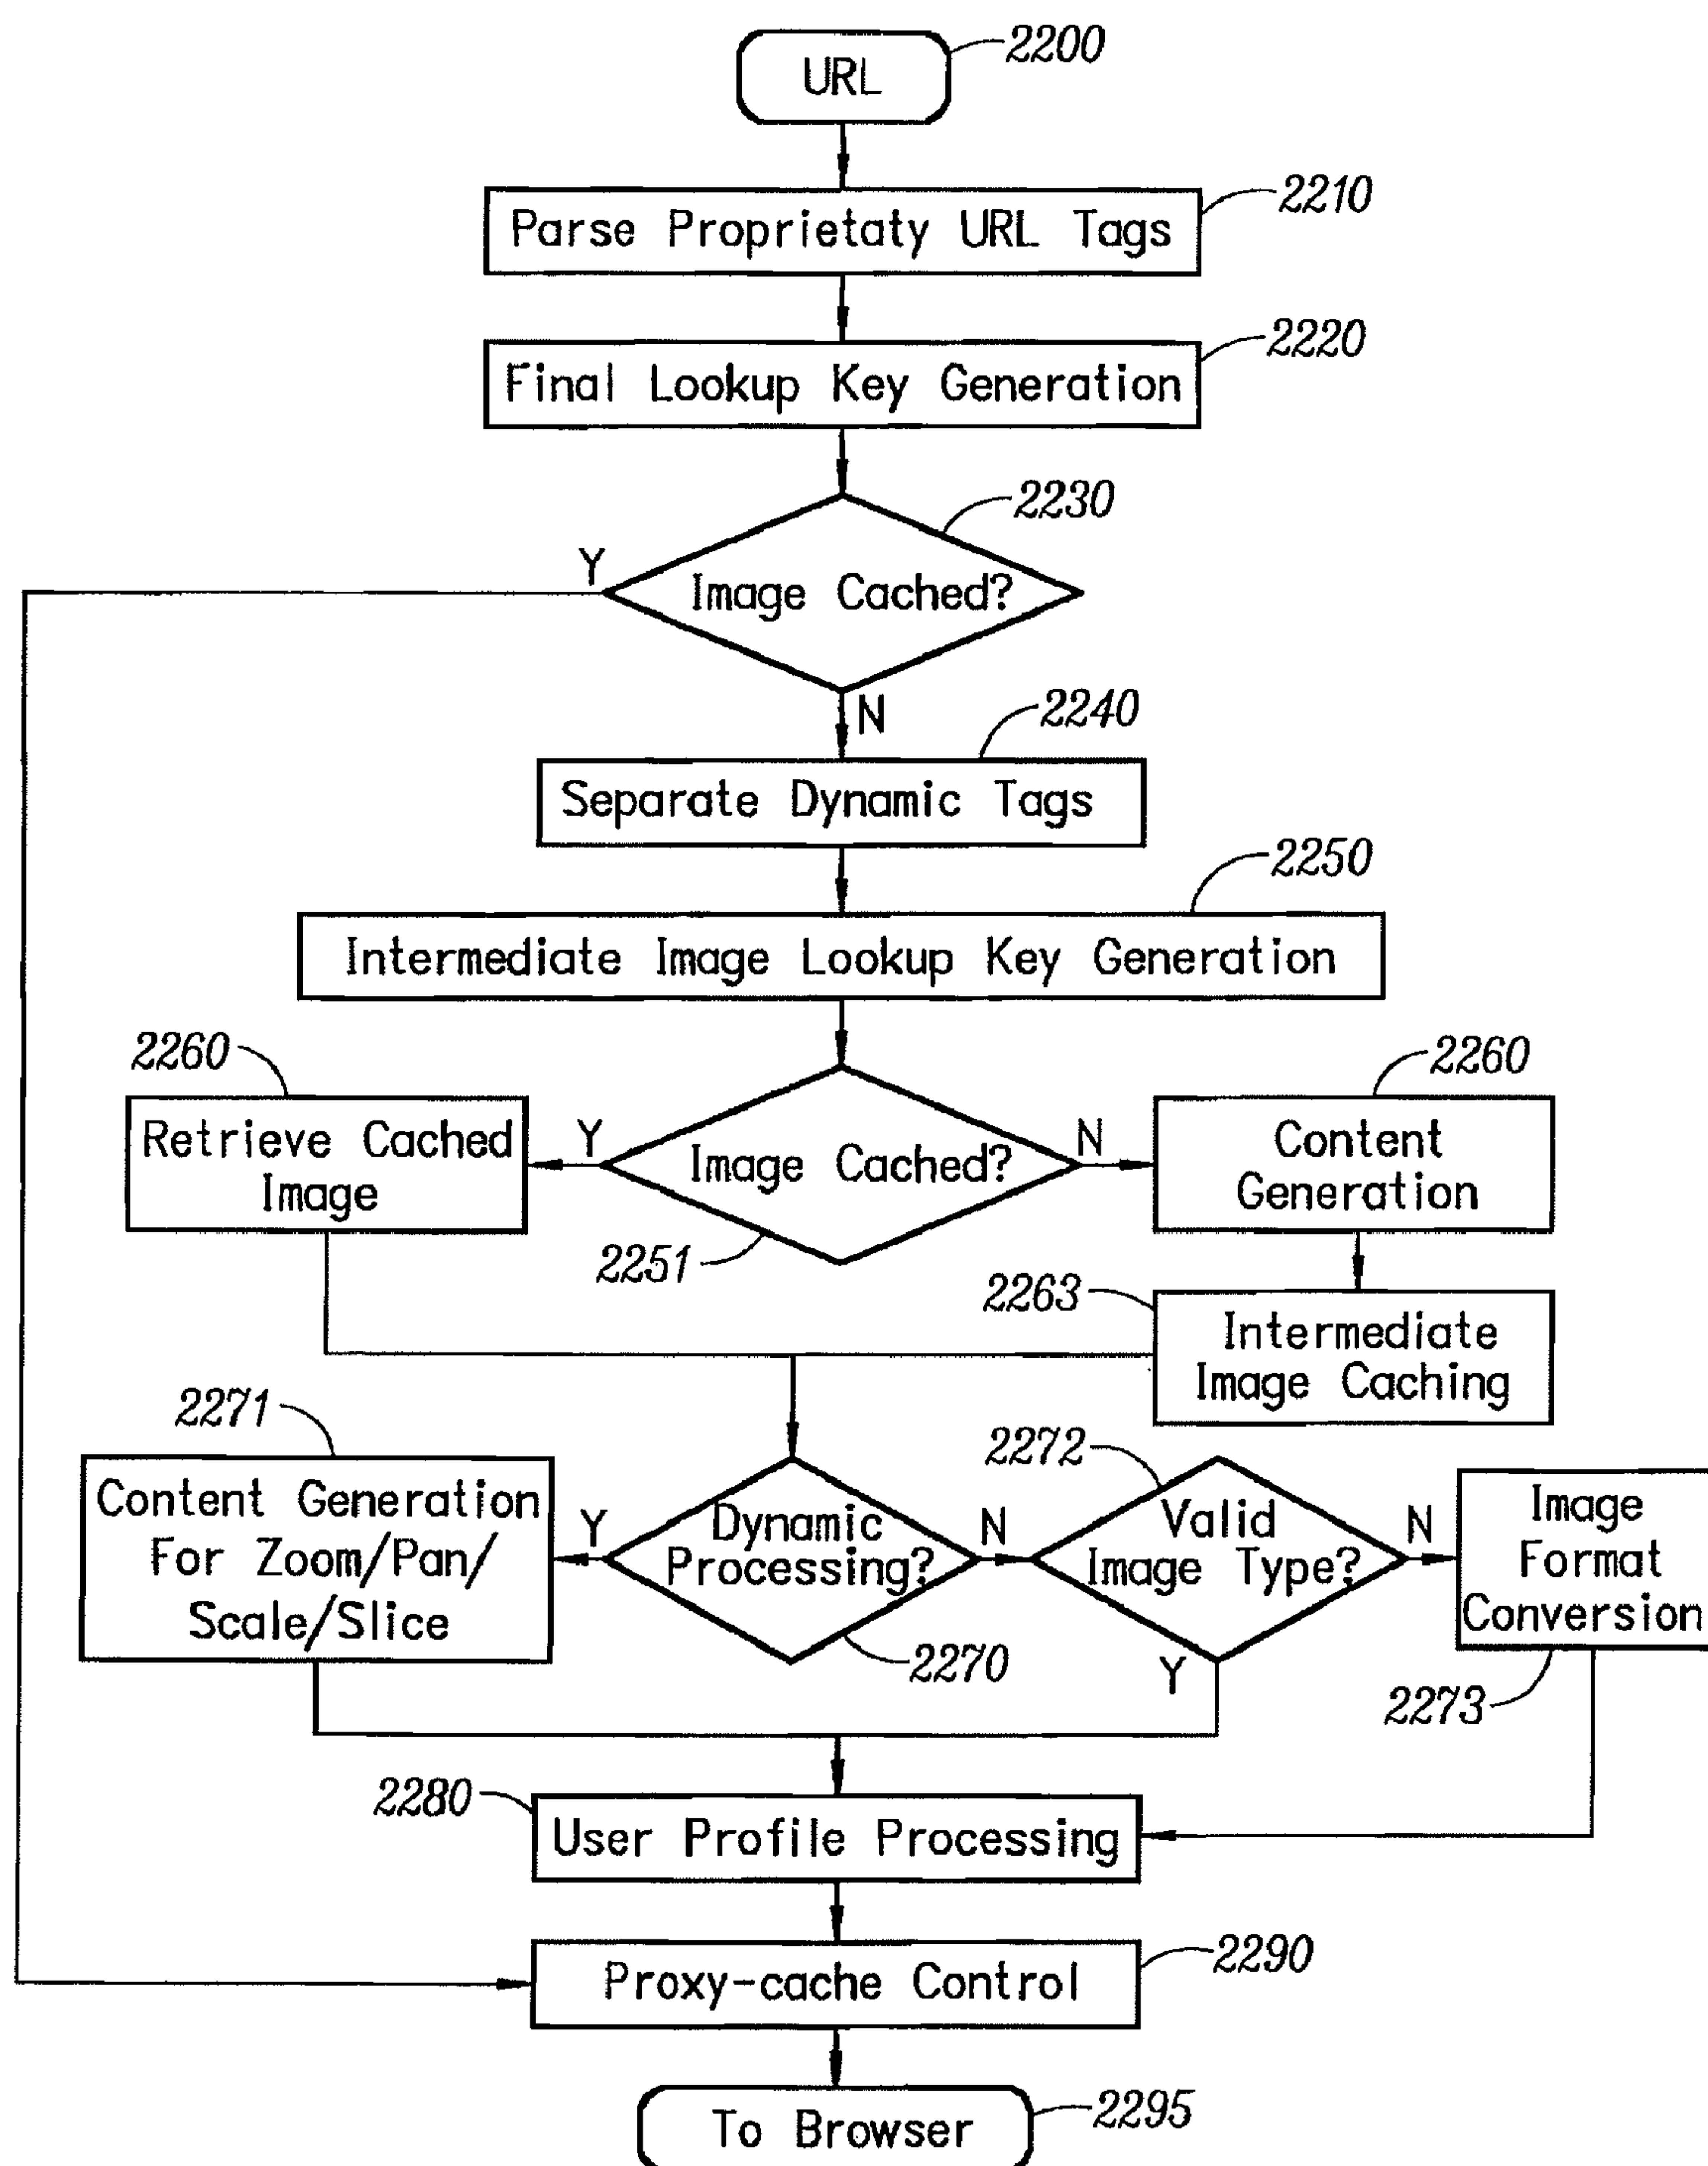 URL
2200
Parse Proprietaty URL Tags
2210
Final Lookup Key Generation
2220
2230
Y
Image Cached?
N
2240
Separate Dynamic Tags
2250
Intermediate Image Lookup Key Generation
2260
2260
Retrieve Cached
Image
Y
Image Cached?
N
Content
Generation
2251
2263
Intermediate
Image Caching
2271
2272
Content Generation
For Zoom/Pan/
Scale/Slice
Y
Dynamic
Processing?
N
Valid
Image Type?
N
Image
Format
Conversion
2270
Y
2273
2280
User Profile Processing
2290
Proxy-cache Control
To Browser
2295